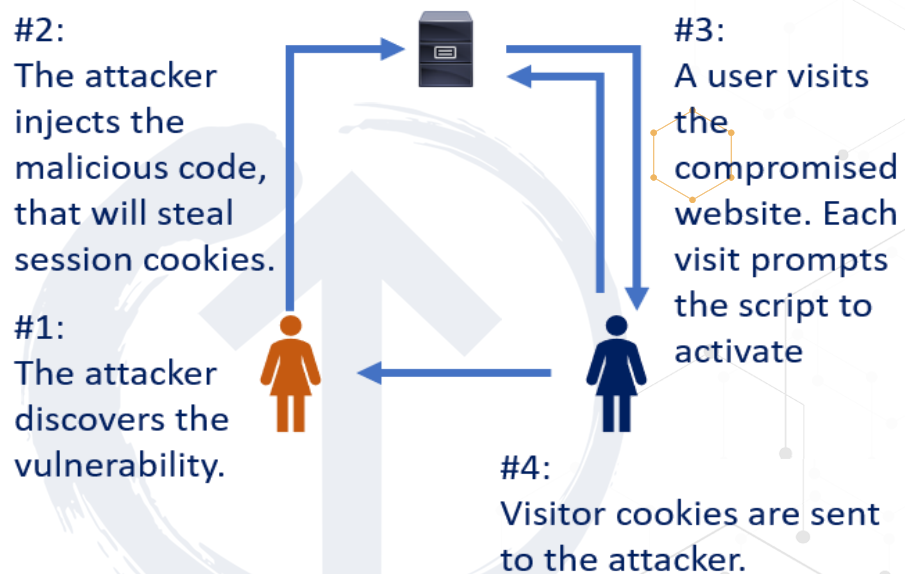 #2:
The attacker
injects the
malicious code,
that will steal
session cookies.
#1:
The attacker
discovers the
vulnerability.
#3:
A user visits
the
compromised
website. Each
visit prompts
the script to
activate
#4:
Visitor cookies are sent
to the attacker.